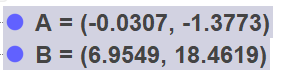 A = (-0.0307, -1.3773)
B = (6.9549, 18.4619)